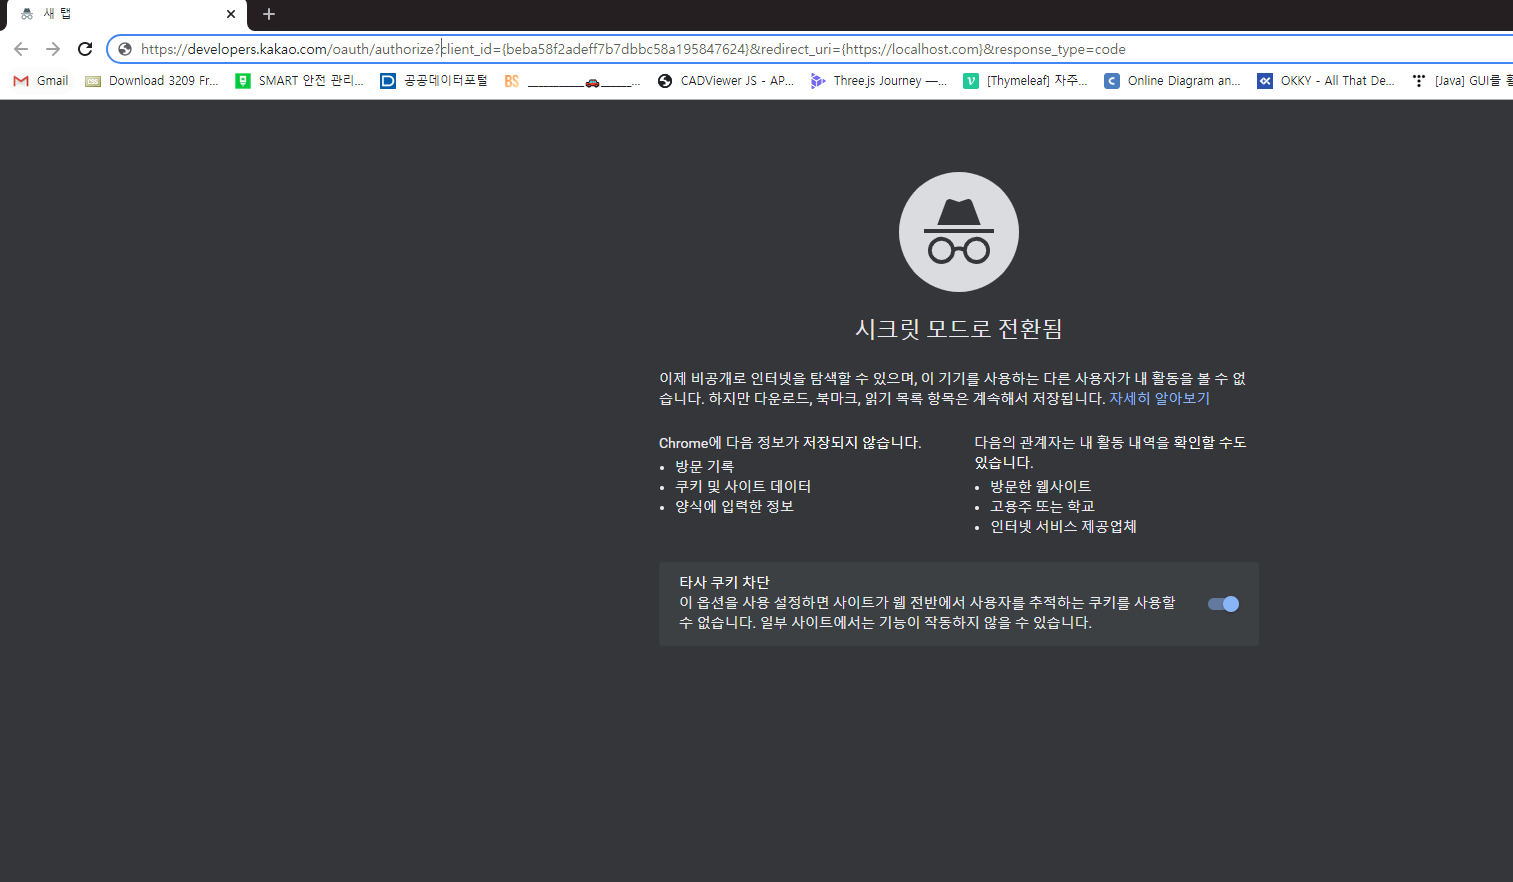 새 탭
https://developers.kakao.com/oauth/authorize?client_id={beba58f2adeff7b7dbbc58a195847624}&redirect_uri={https://localhost.com}&response_type=code
Gmail Download 3209 Fr... SMART 안전 관리... 공공데이터포털 BS ___________🚗______... CADViewer JS - AP... Three.js Journey —... [Thymeleaf] 자주... Online Diagram an... OKKY - All That De... [Java] GUI를
시크릿 모드로 전환됨
이제 비공개로 인터넷을 탐색할 수 있으며, 이 기기를 사용하는 다른 사용자가 내 활동을 볼 수 없
습니다. 하지만 다운로드, 북마크, 읽기 목록 항목은 계속해서 저장됩니다. 자세히 알아보기
Chrome에 다음 정보가 저장되지 않습니다.
• 방문 기록
• 쿠키 및 사이트 데이터
• 양식에 입력한 정보
다음의 관계자는 내 활동 내역을 확인할 수도
있습니다.
• 방문한 웹사이트
• 고용주 또는 학교
• 인터넷 서비스 제공업체
타사 쿠키 차단
이 옵션을 사용 설정하면 사이트가 웹 전반에서 사용자를 추적하는 쿠키를 사용할
수 없습니다. 일부 사이트에서는 기능이 작동하지 않을 수 있습니다.